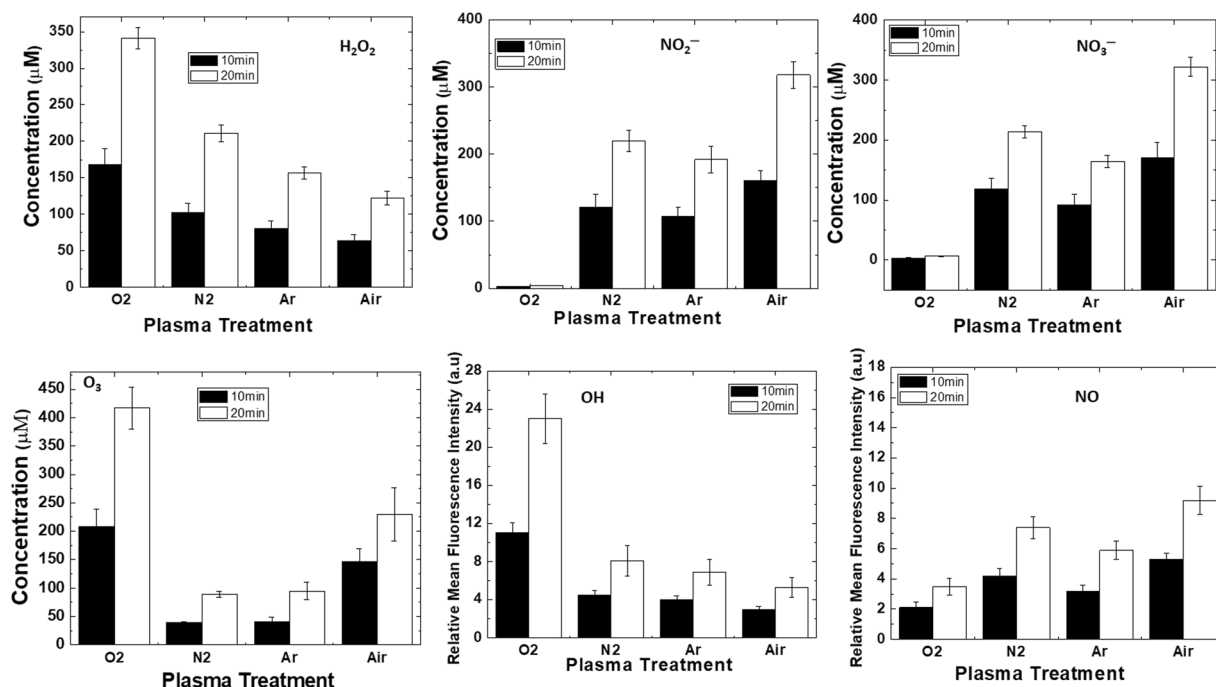 H₂O₂
10min
20min
Concentration (μM)
350
300
250
200
150
100
50
0
O2 N2 Ar Air
Plasma Treatment
NO₂⁻
10min
20min
Concentration (μM)
400
300
200
100
0
O2 N2 Ar Air
Plasma Treatment
NO₃⁻
10min
20min
Concentration (μM)
400
300
200
100
0
O2 N2 Ar Air
Plasma Treatment
O₃
10min
20min
Concentration (μM)
450
400
350
300
250
200
150
100
50
0
O2 N2 Ar Air
Plasma Treatment
OH
10min
20min
Relative Mean Fluorescence Intensity (a.u)
28
24
20
16
12
8
4
0
O2 N2 Ar Air
Plasma Treatment
NO
10min
20min
Relative Mean Fluorescence Intensity (a.u)
18
16
14
12
10
8
6
4
2
0
O2 N2 Ar Air
Plasma Treatment